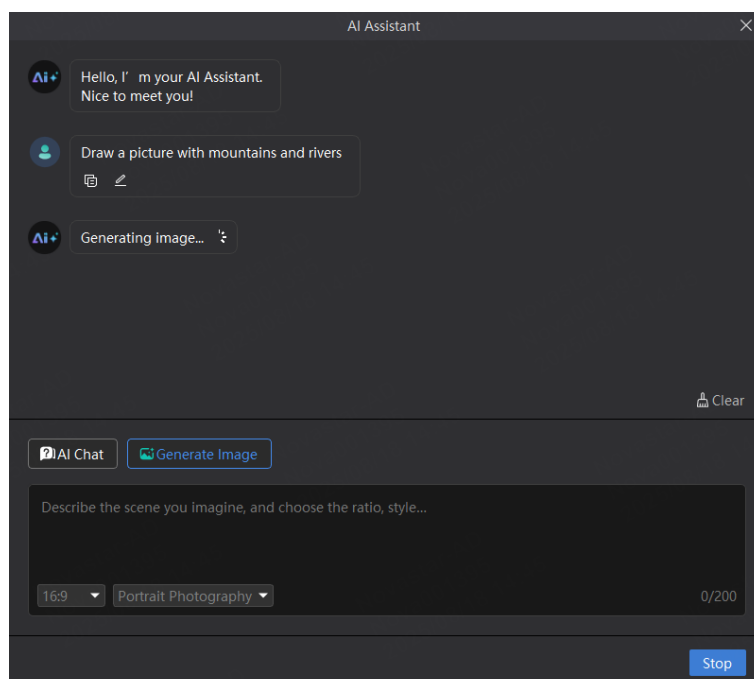 AI Assistant
Ai
Hello, I’ m your AI Assistant.
Nice to meet you!
Draw a picture with mountains and rivers
Ai
Generating image...
Clear
AI Chat
Generate Image
Describe the scene you imagine, and choose the ratio, style...
16:9
Portrait Photography
0/200
Stop